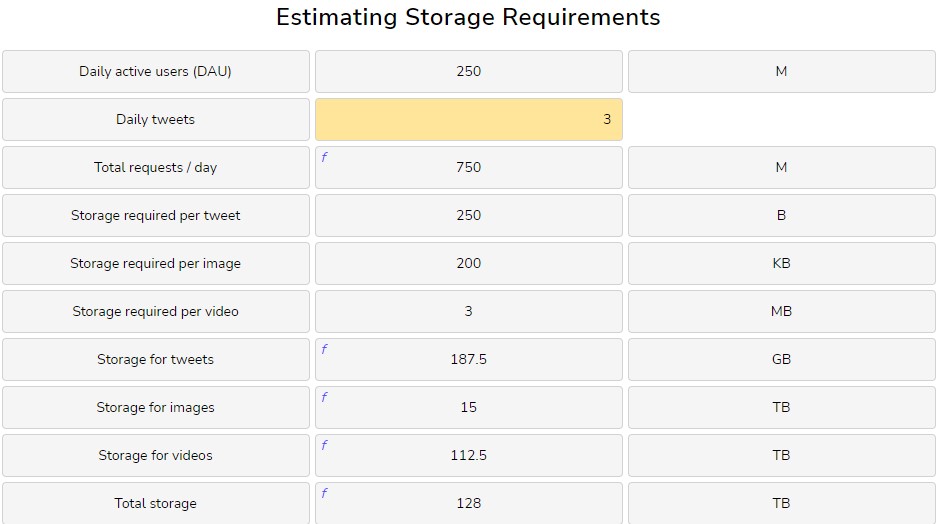 Estimating Storage Requirements
Daily active users (DAU) 250 M
Daily tweets 3
Total requests / day f 750 M
Storage required per tweet 250 B
Storage required per image 200 KB
Storage required per video 3 MB
Storage for tweets f 187.5 GB
Storage for images f 15 TB
Storage for videos f 112.5 TB
Total storage f 128 TB